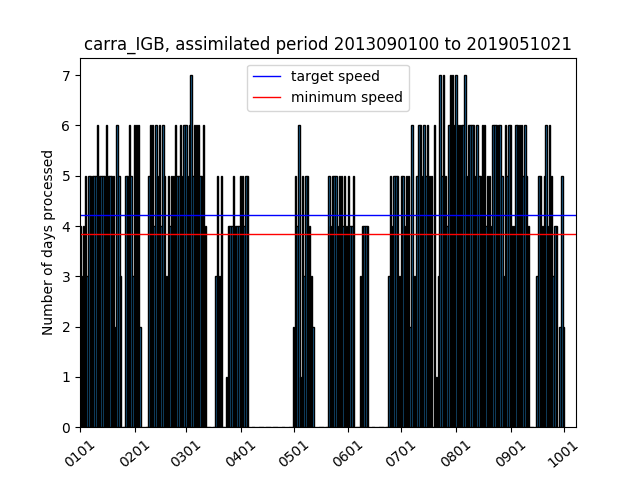 carra_IGB, assimilated period 2013090100 to 2019051021
target speed
minimum speed
Number of days processed
7
6
5
4
3
2
1
0
0101 0201 0301 0401 0501 0601 0701 0801 0901 1001